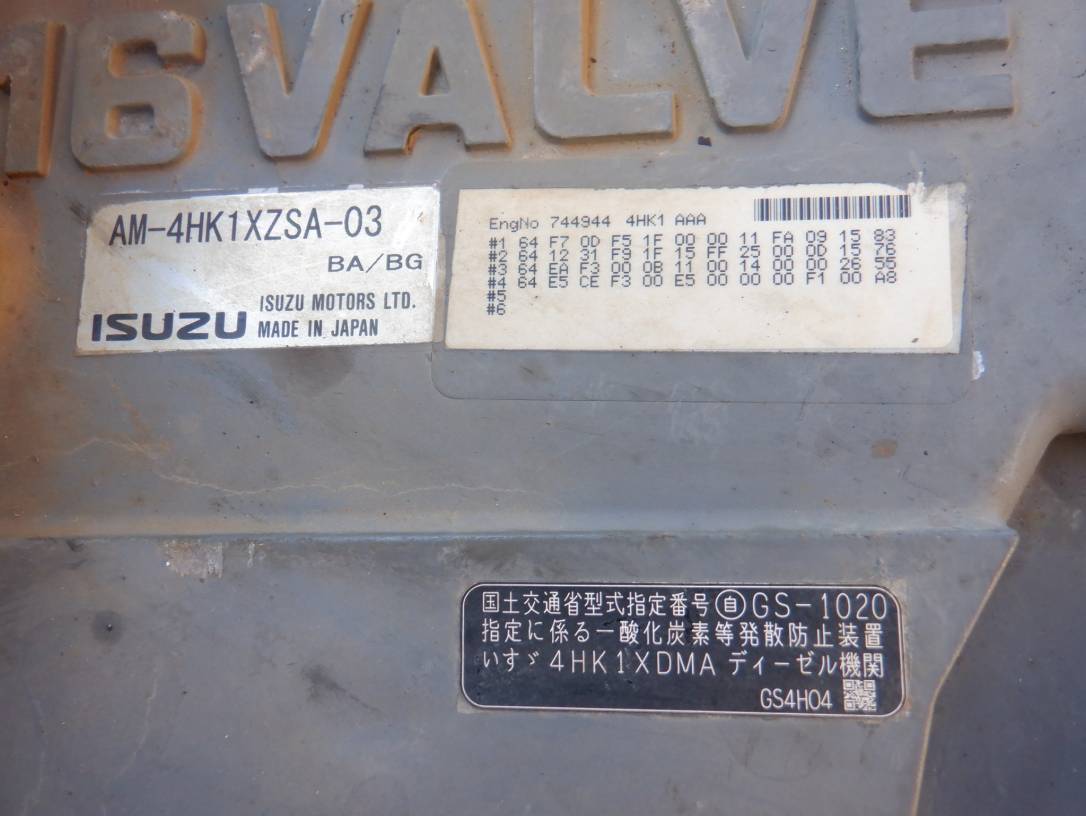 16VALVE
AM-4HK1XZSA-03
BA/BG
ISUZU
ISUZU MOTORS LTD.
MADE IN JAPAN
EngNo 744944 4HK1 AAA
#1 64 F7 0D F5 1F 00 00 11 FA 09 15 83
#2 64 12 31 F9 1F 15 FF 25 00 0D 15 76
#3 64 EA F3 00 0B 11 00 14 00 00 26 55
#4 64 E5 CE F3 00 E5 00 00 00 F1 00 A8
#5
#6
国土交通省型式指定番号㊀GS-1020
指定に係る一酸化炭素等発散防止装置
いすゞ 4HK1XDMA ディーゼル機関
GS4H04